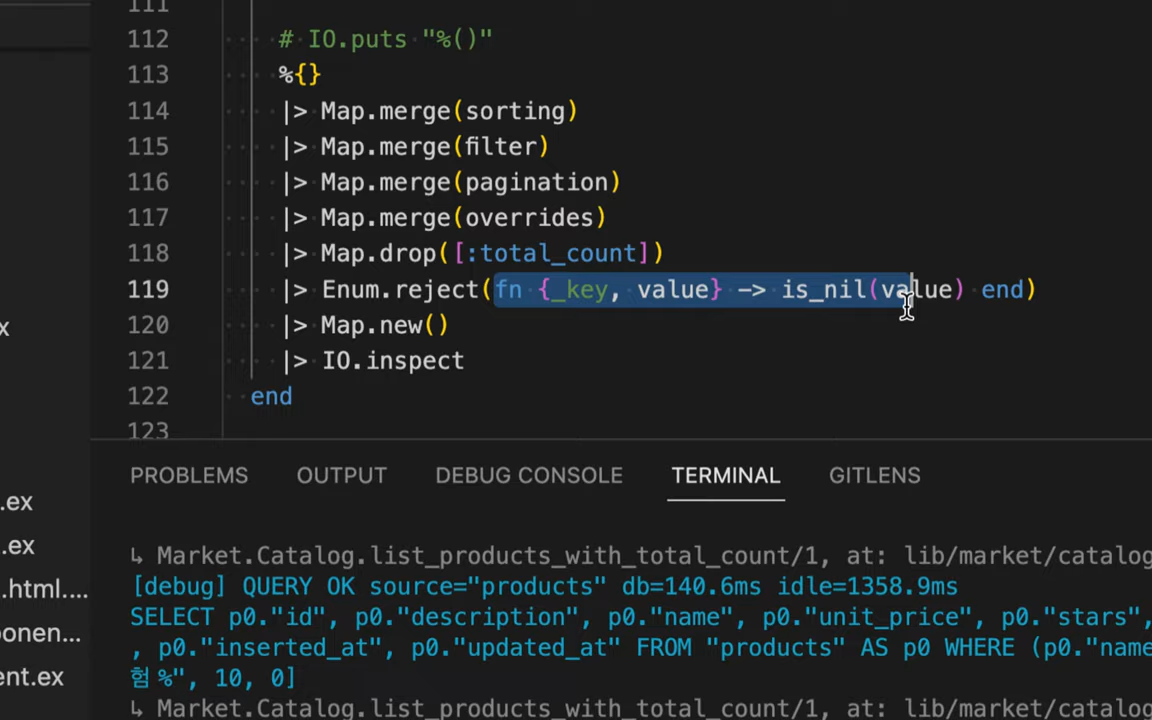 111
112 # IO.puts "%()"
113 %{}
114 |> Map.merge(sorting)
115 |> Map.merge(filter)
116 |> Map.merge(pagination)
117 |> Map.merge(overrides)
118 |> Map.drop([:total_count])
119 |> Enum.reject(fn {_key, value} -> is_nil(value) end)
120 |> Map.new()
121 |> IO.inspect
122 end
123
x
.ex
.ex
.html....
onen...
ent.ex
PROBLEMS OUTPUT DEBUG CONSOLE TERMINAL GITLENS
↳ Market.Catalog.list_products_with_total_count/1, at: lib/market/catalog
[debug] QUERY OK source="products" db=140.6ms idle=1358.9ms
SELECT p0."id", p0."description", p0."name", p0."unit_price", p0."stars",
, p0."inserted_at", p0."updated_at" FROM "products" AS p0 WHERE (p0."name
험%", 10, 0]
↳ Market.Catalog.list_products_with_total_count/1, at: lib/market/catalog